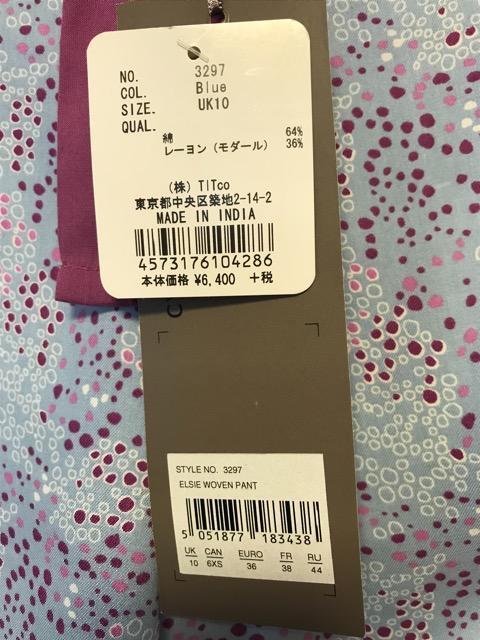 NO. 3297
COL. Blue
SIZE. UK10
QUAL.
綿 64%
レーヨン（モダール） 36%
（株）TITco
東京都中央区築地2-14-2
MADE IN INDIA
4573176104286
本体価格 ¥6,400 +税
STYLE NO. 3297
ELSIE WOVEN PANT
5 051877 183438
UK CAN EURO FR RU
10 6XS 36 38 44